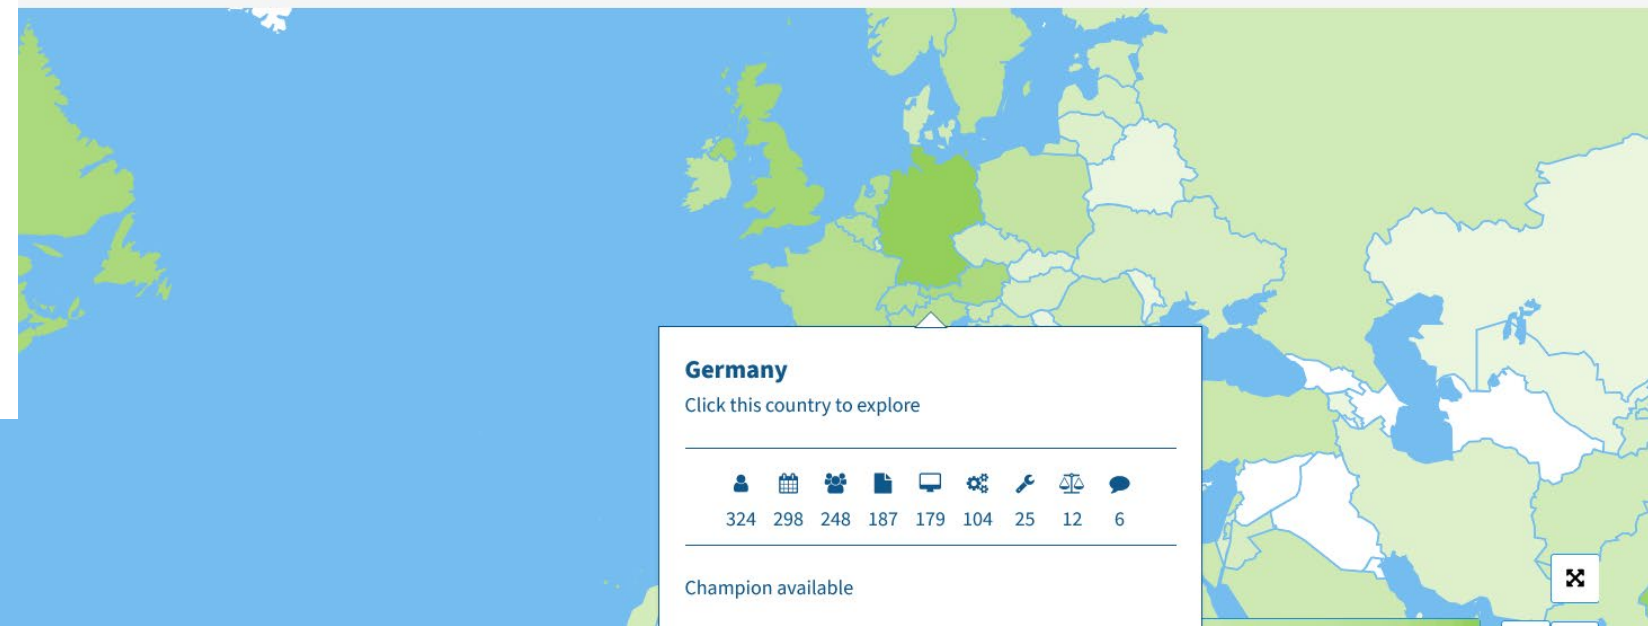 Germany
Click this country to explore
324 298 248 187 179 104 25 12 6
Champion available